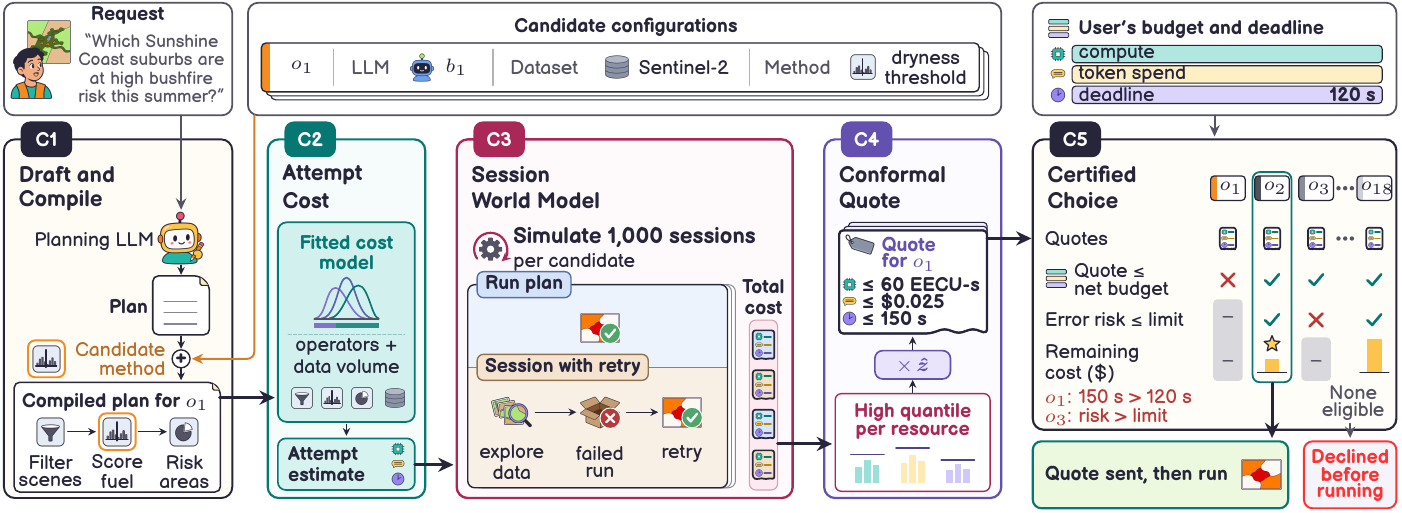 Request
“Which Sunshine
Coast suburbs are
at high bushfire
risk this summer?”
Candidate configurations
o₁ LLM b₁ Dataset Sentinel-2 Method dryness
threshold
User’s budget and deadline
compute
token spend
deadline 120 s
C1
Draft and
Compile
Planning LLM
Plan
Candidate
method
Compiled plan for o₁
Filter
scenes
Score
fuel
Risk
areas
C2
Attempt
Cost
Fitted cost
model
operators +
data volume
Attempt
estimate
C3
Session
World Model
Simulate 1,000 sessions
per candidate
Run plan
Session with retry
explore
data
failed
run
retry
Total
cost
C4
Conformal
Quote
Quote
for o₁
≤ 60 EECU-s
≤ $0.025
≤ 150 s
× ẑ
High quantile
per resource
C5
Certified
Choice
o₁ o₂ o₃ ••• o₁₈
Quotes •••
Quote ≤
net budget
Error risk ≤ limit
Remaining
cost ($)
o₁: 150 s > 120 s
o₃: risk > limit
None
eligible
Quote sent, then run
Declined
before
running